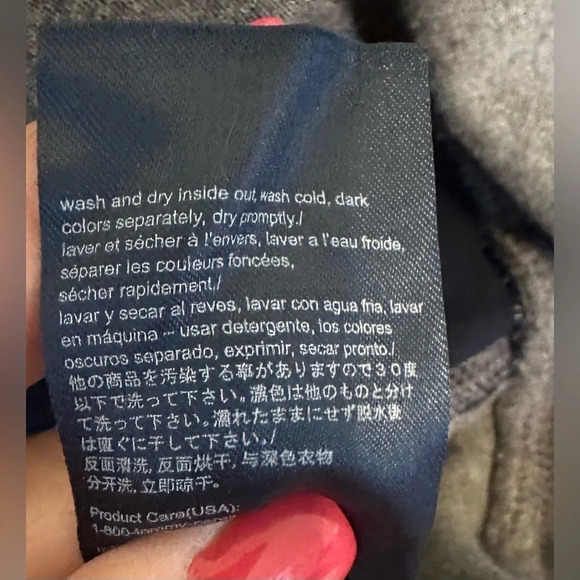 wash and dry inside out, wash cold, dark
colors separately, dry promptly./
laver et sécher à l'envers, laver a l'eau froide,
séparer les couleurs foncées,
sécher rapidement./
lavar y secar al reves, lavar con agua fria, lavar
en máquina – usar detergente, los colores
oscuros separado, exprimir, secar pronto./
他の商品を汚染する事がありますので30度
以下で洗って下さい。濃色は他のものと分け
て洗って下さい。濡れたままにせず脱水後
は直ぐに干して下さい。/
反面清洗, 反面烘干, 与深色衣物
分开洗, 立即晾干。
Product Care(USA):
1-800-tommy